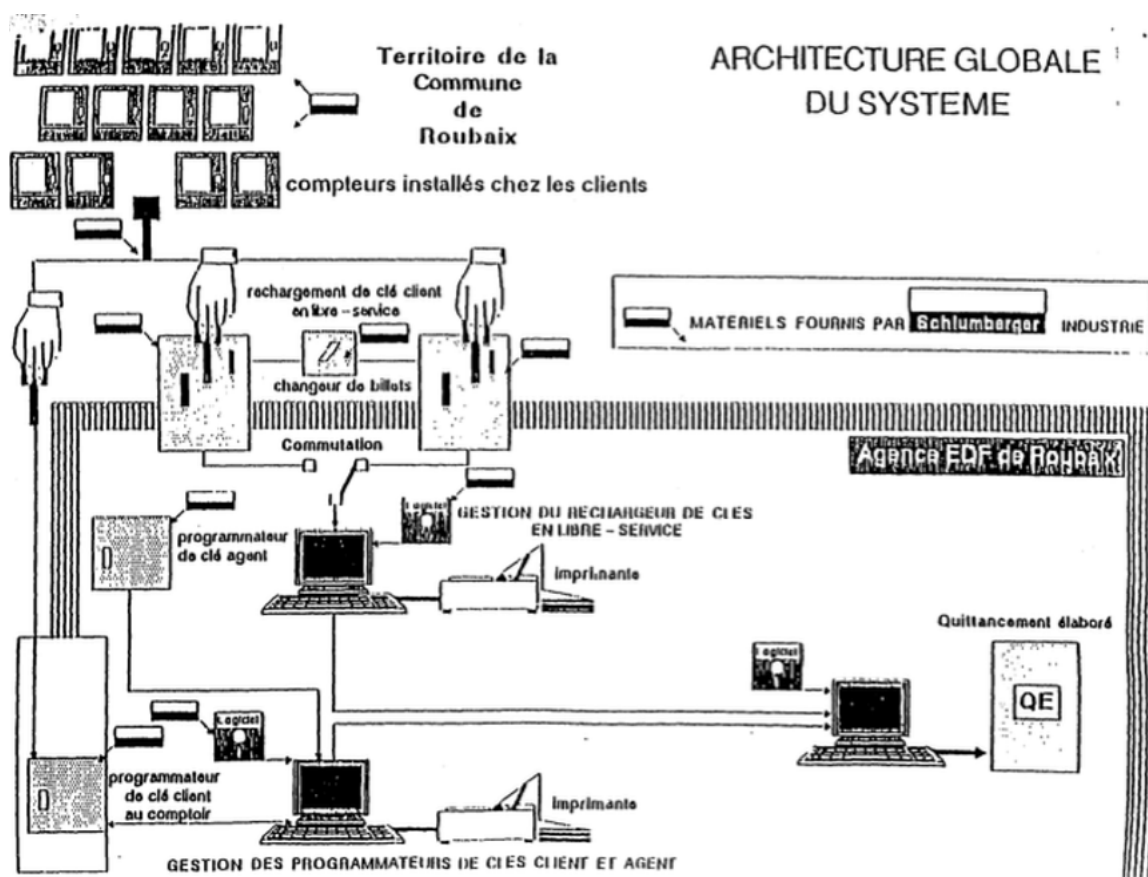 ARCHITECTURE GLOBALE
DU SYSTEME
Territoire de la
Commune
de
Roubaix
compteurs installés chez les clients
rechargement de clé client
en libre-service
changeur de billets
MATERIELS FOURNIS PAR Schlumberger INDUSTRIE
Commutation
Agence EDF de Roubaix
Logiciel
GESTION DU RECHARGEUR DE CLES
EN LIBRE-SERVICE
programmateur
de clé agent
imprimante
Quittancement élaboré
Logiciel
QE
Logiciel
programmateur
de clé client
au comptoir
imprimante
GESTION DES PROGRAMMATEURS DE CLES CLIENT ET AGENT